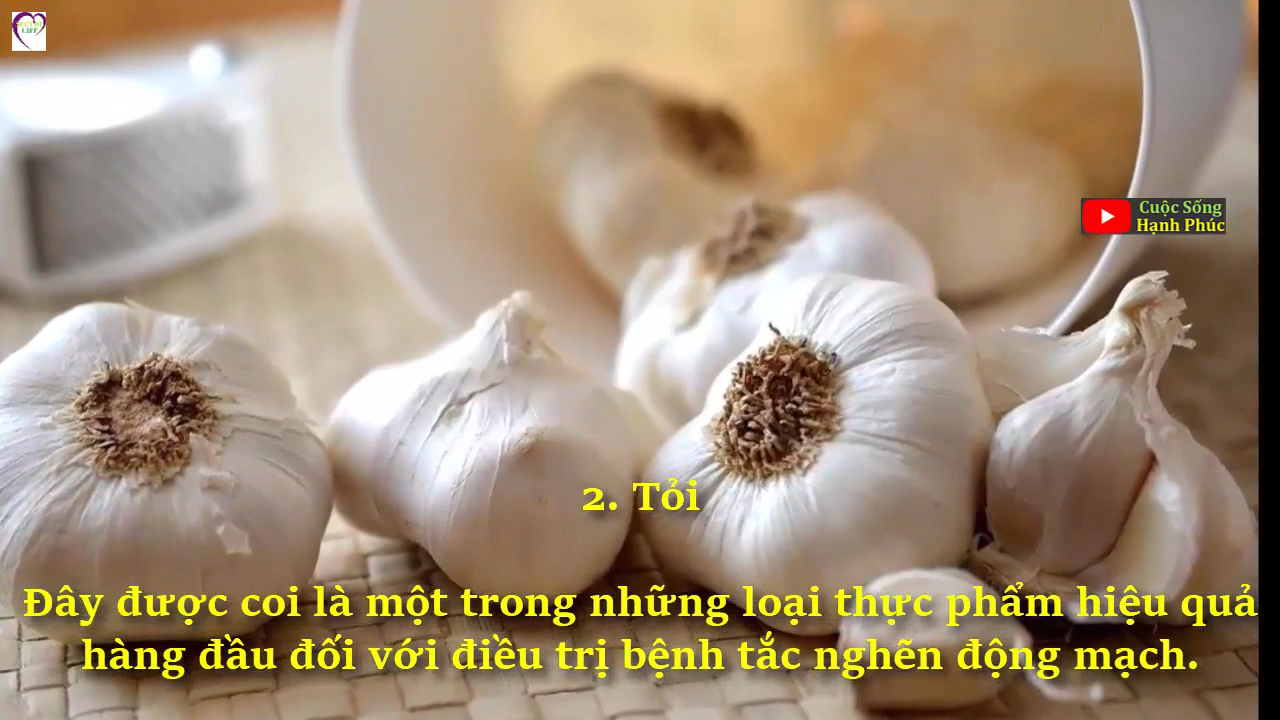 Cuộc Sống
Hạnh Phúc
2. Tỏi
Đây được coi là một trong những loại thực phẩm hiệu quả
hàng đầu đối với điều trị bệnh tắc nghẽn động mạch.